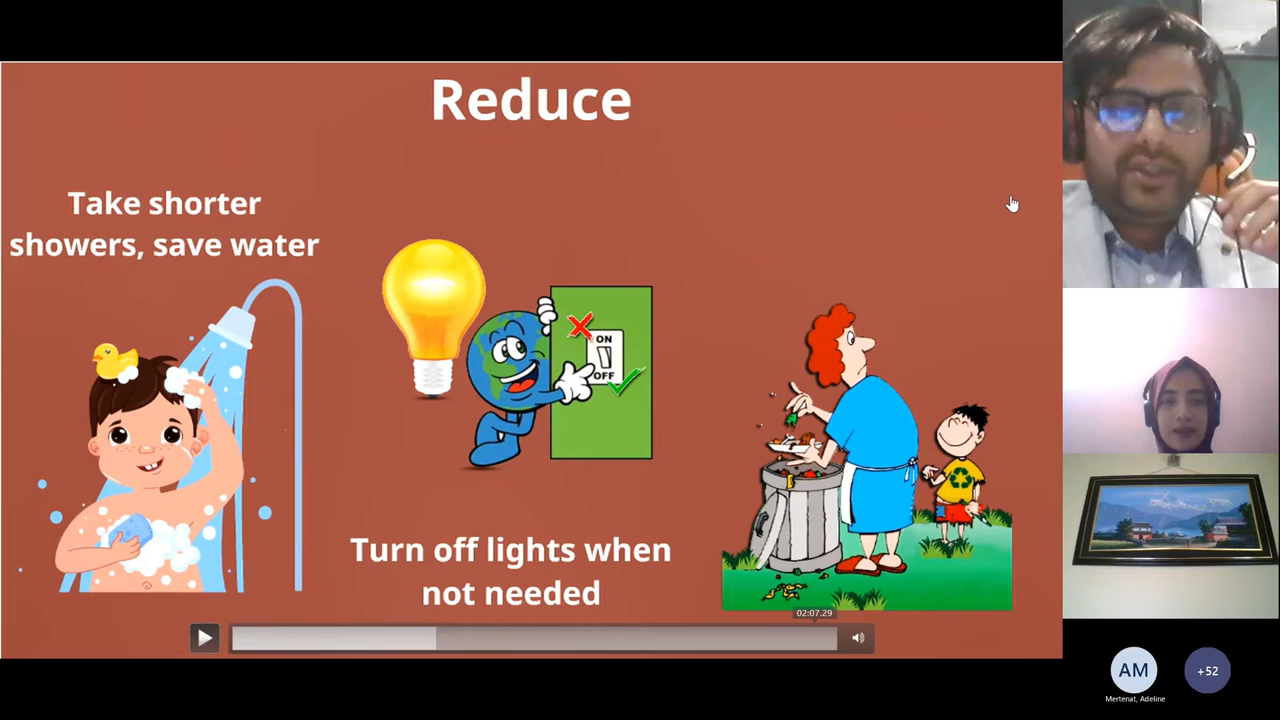 Reduce
Take shorter
showers, save water
ON
OFF
Turn off lights when
not needed
02:07.29
AM
+52
Mertenat, Adeline